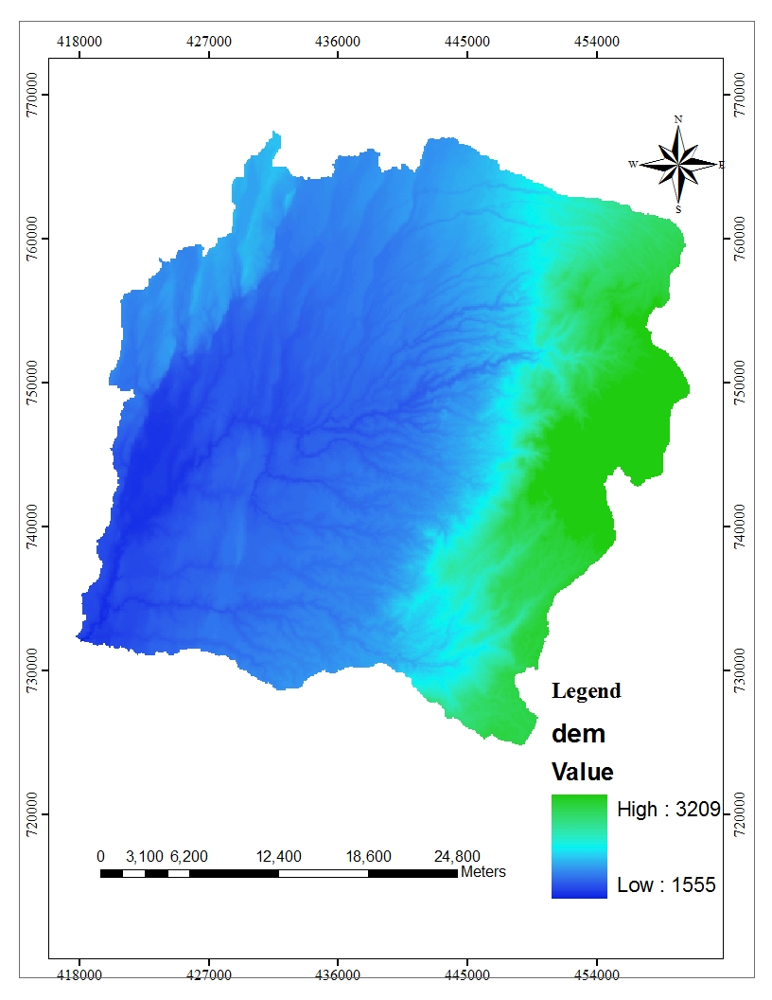 418000 427000 436000 445000 454000
770000 770000
N
W E
S
760000 760000
750000 750000
740000 740000
730000 730000
Legend
dem
Value
High : 3209
Low : 1555
720000 720000
0 3,100 6,200 12,400 18,600 24,800
Meters
418000 427000 436000 445000 454000